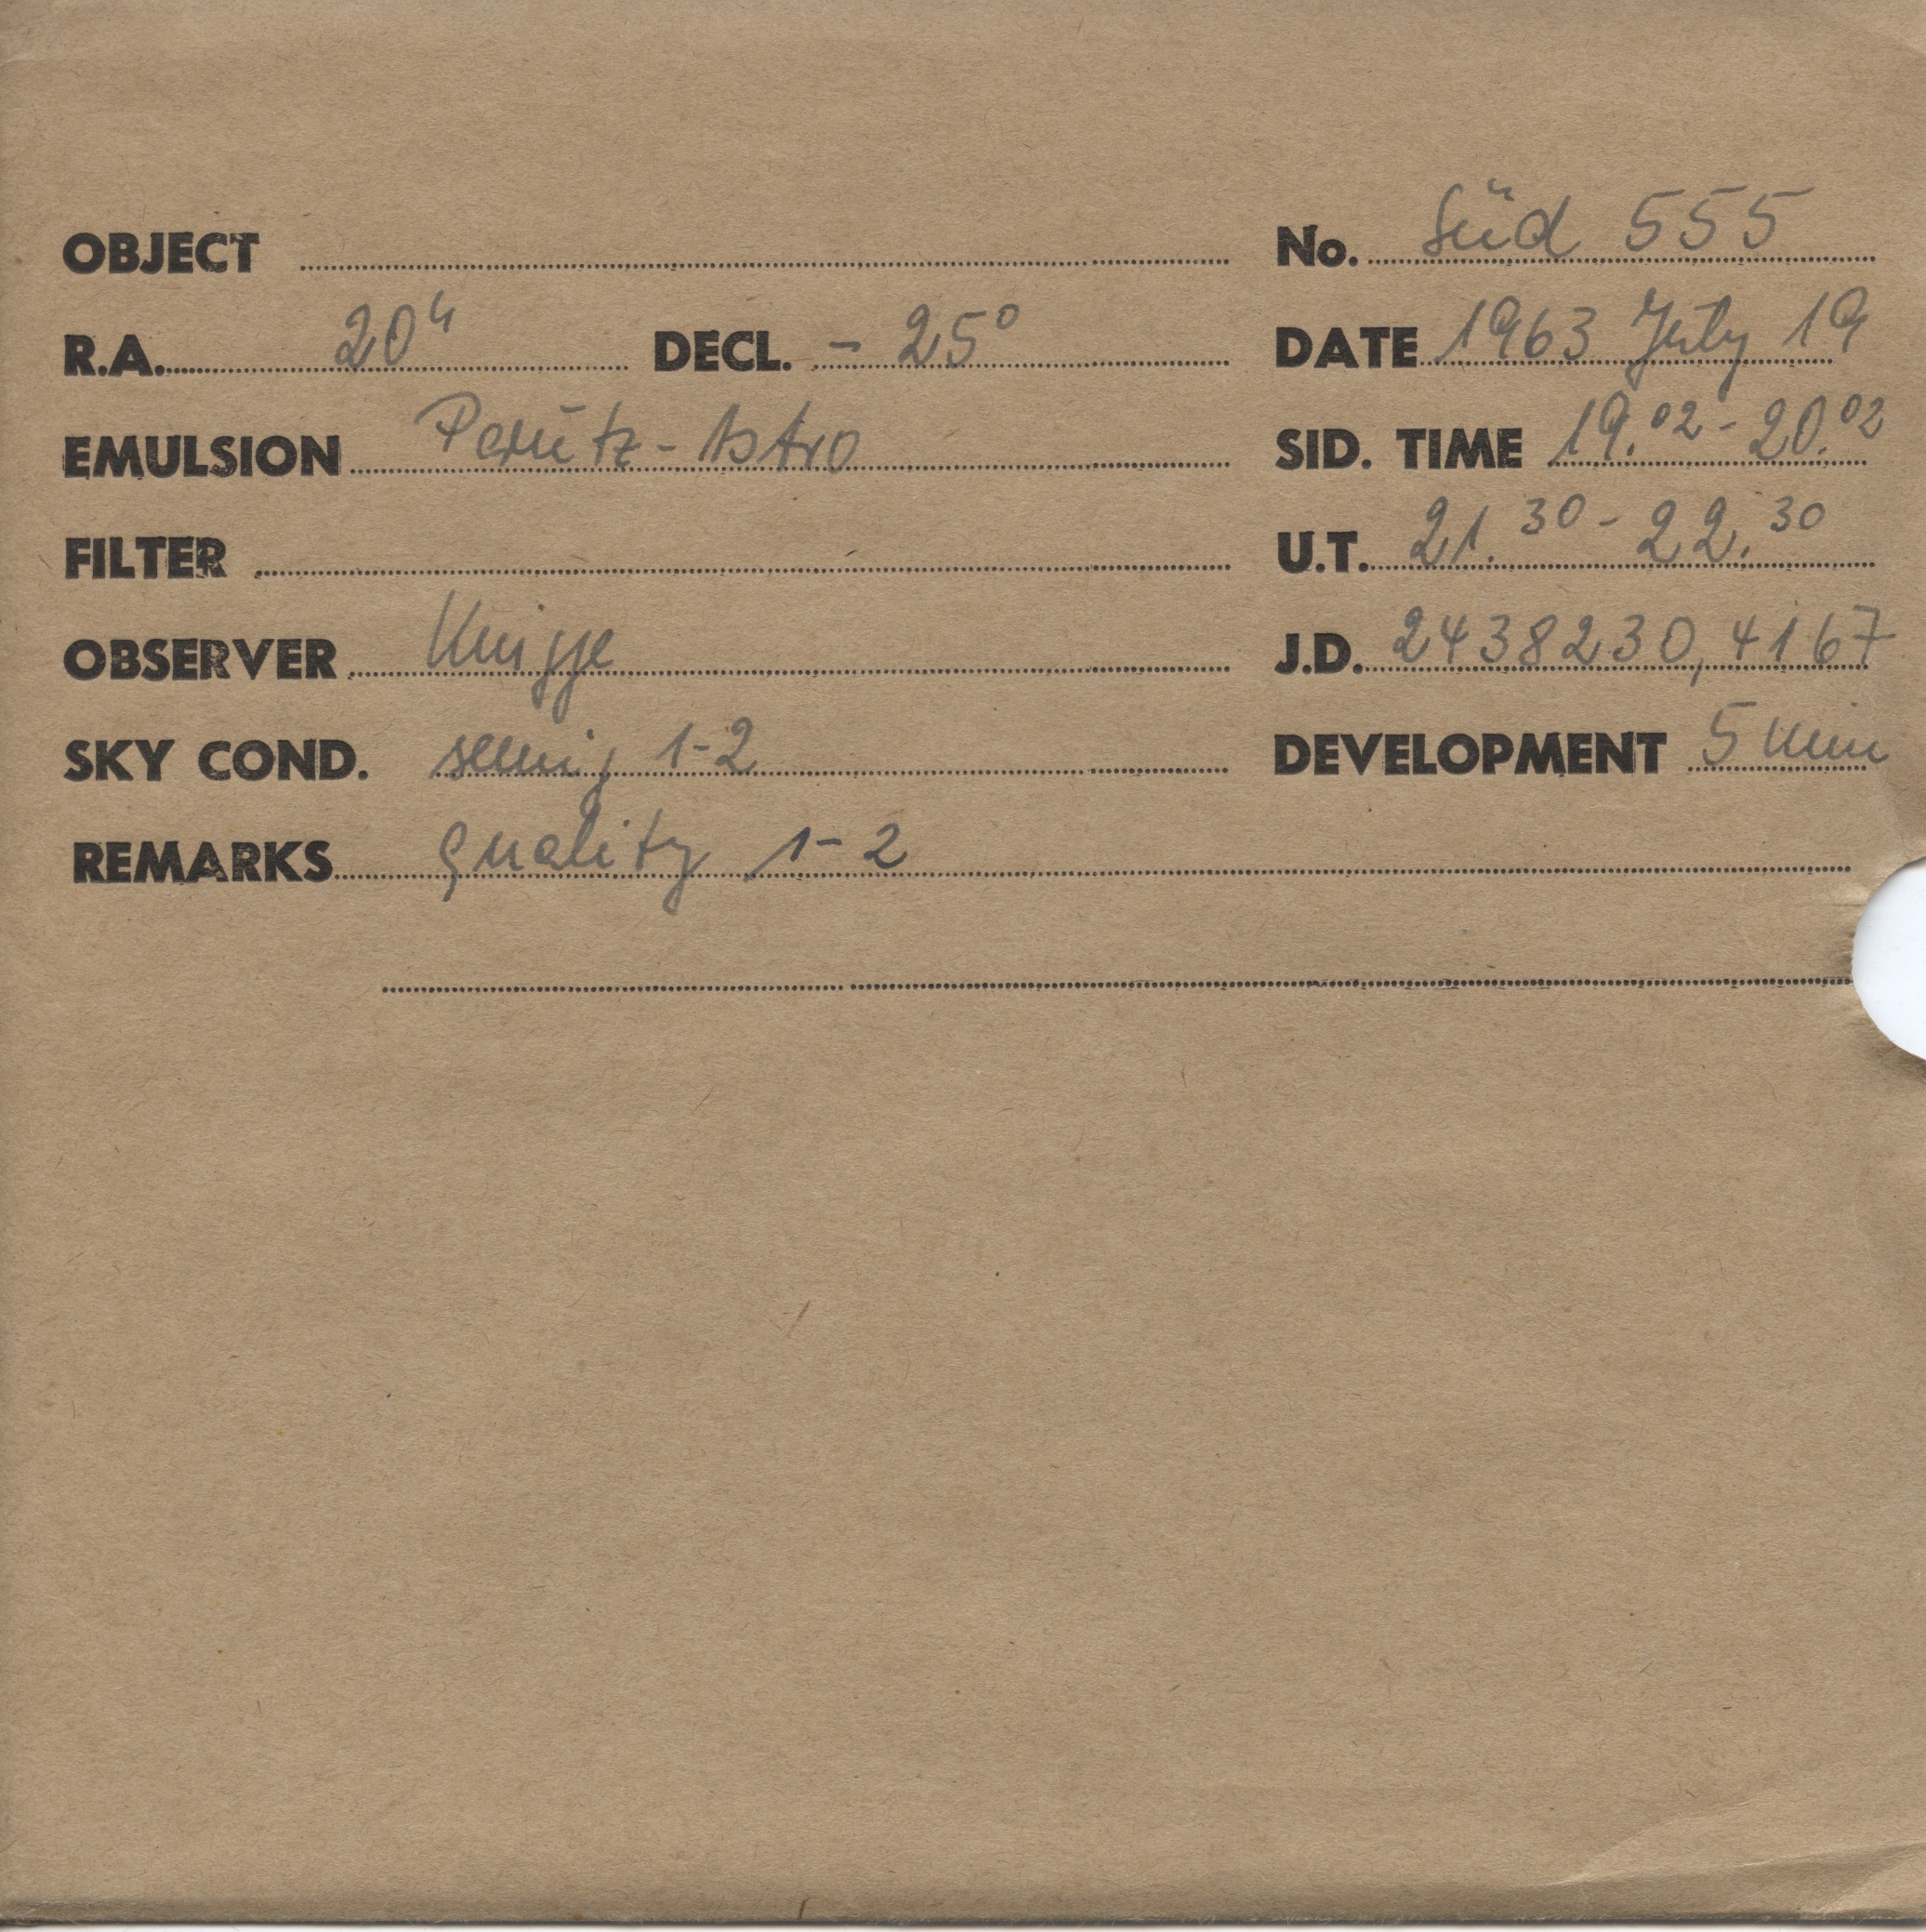 OBJECT No. Süd 555
R.A. 20h DECL. - 25° DATE 1963 July 19
EMULSION Perutz-Astro SID. TIME 19.02-20.02
FILTER U.T. 21.30-22.30
OBSERVER Knigge J.D. 2438230,4167
SKY COND. seeing 1-2 DEVELOPMENT 5 min
REMARKS quality 1-2